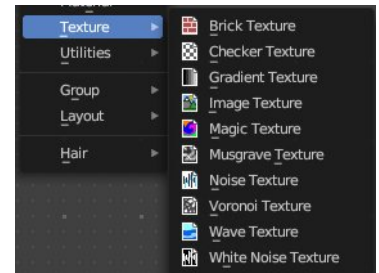 Texture
Utilities
Group
Layout
Hair
Brick Texture
Checker Texture
Gradient Texture
Image Texture
Magic Texture
Musgrave Texture
Noise Texture
Voronoi Texture
Wave Texture
White Noise Texture